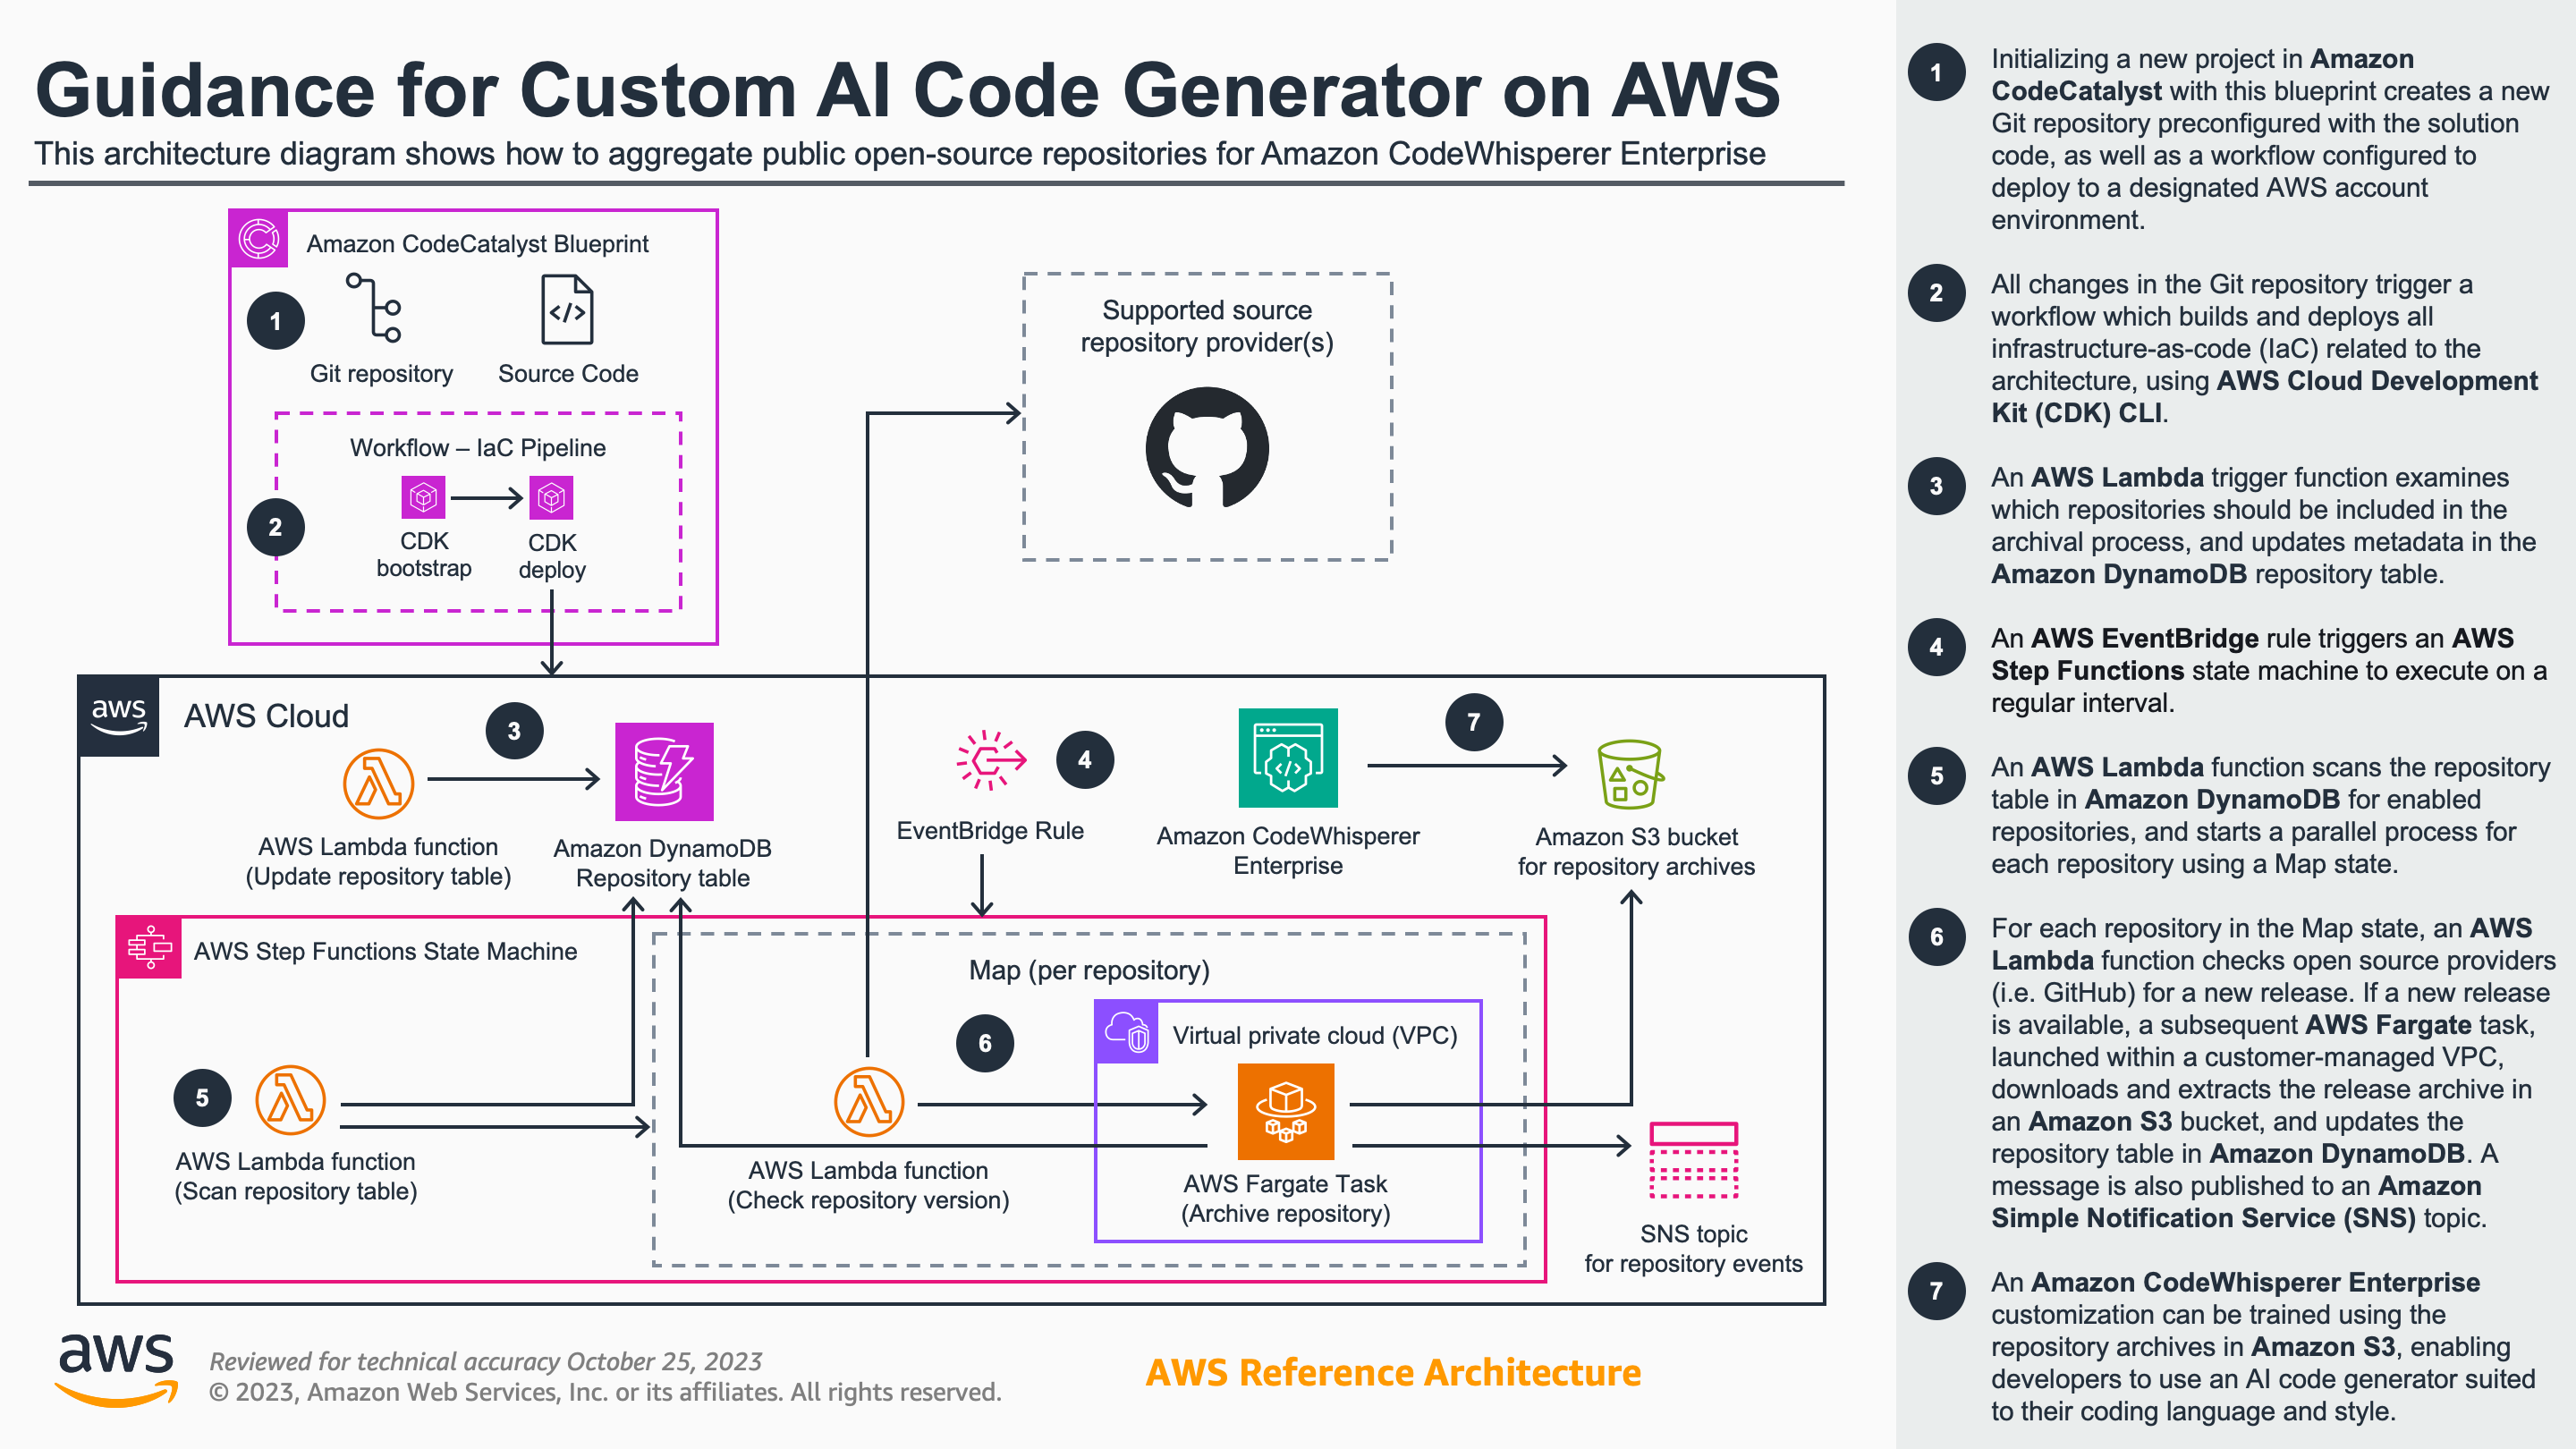 Guidance for Custom AI Code Generator on AWS
This architecture diagram shows how to aggregate public open-source repositories for Amazon CodeWhisperer Enterprise
Amazon CodeCatalyst Blueprint
1
Git repository
Source Code
Workflow – IaC Pipeline
2
CDK
bootstrap
CDK
deploy
Supported source
repository provider(s)
aws
AWS Cloud
3
AWS Lambda function
(Update repository table)
Amazon DynamoDB
Repository table
4
EventBridge Rule
Amazon CodeWhisperer
Enterprise
7
Amazon S3 bucket
for repository archives
AWS Step Functions State Machine
Map (per repository)
5
AWS Lambda function
(Scan repository table)
6
AWS Lambda function
(Check repository version)
Virtual private cloud (VPC)
AWS Fargate Task
(Archive repository)
SNS topic
for repository events
aws
Reviewed for technical accuracy October 25, 2023
© 2023, Amazon Web Services, Inc. or its affiliates. All rights reserved.
AWS Reference Architecture
1
Initializing a new project in Amazon
CodeCatalyst with this blueprint creates a new
Git repository preconfigured with the solution
code, as well as a workflow configured to
deploy to a designated AWS account
environment.
2
All changes in the Git repository trigger a
workflow which builds and deploys all
infrastructure-as-code (IaC) related to the
architecture, using AWS Cloud Development
Kit (CDK) CLI.
3
An AWS Lambda trigger function examines
which repositories should be included in the
archival process, and updates metadata in the
Amazon DynamoDB repository table.
4
An AWS EventBridge rule triggers an AWS
Step Functions state machine to execute on a
regular interval.
5
An AWS Lambda function scans the repository
table in Amazon DynamoDB for enabled
repositories, and starts a parallel process for
each repository using a Map state.
6
For each repository in the Map state, an AWS
Lambda function checks open source providers
(i.e. GitHub) for a new release. If a new release
is available, a subsequent AWS Fargate task,
launched within a customer-managed VPC,
downloads and extracts the release archive in
an Amazon S3 bucket, and updates the
repository table in Amazon DynamoDB. A
message is also published to an Amazon
Simple Notification Service (SNS) topic.
7
An Amazon CodeWhisperer Enterprise
customization can be trained using the
repository archives in Amazon S3, enabling
developers to use an AI code generator suited
to their coding language and style.